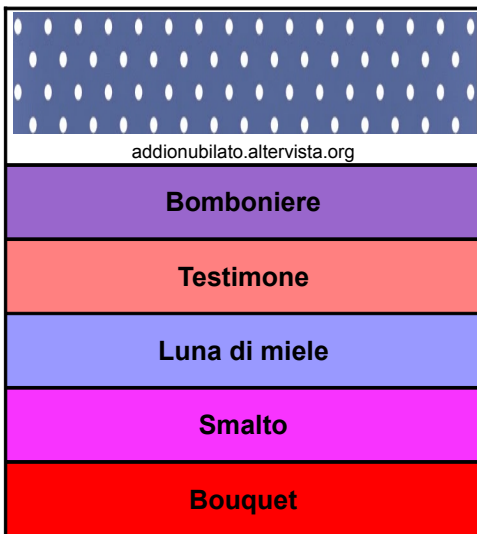 addionubilato.altervista.org
Bomboniere
Testimone
Luna di miele
Smalto
Bouquet